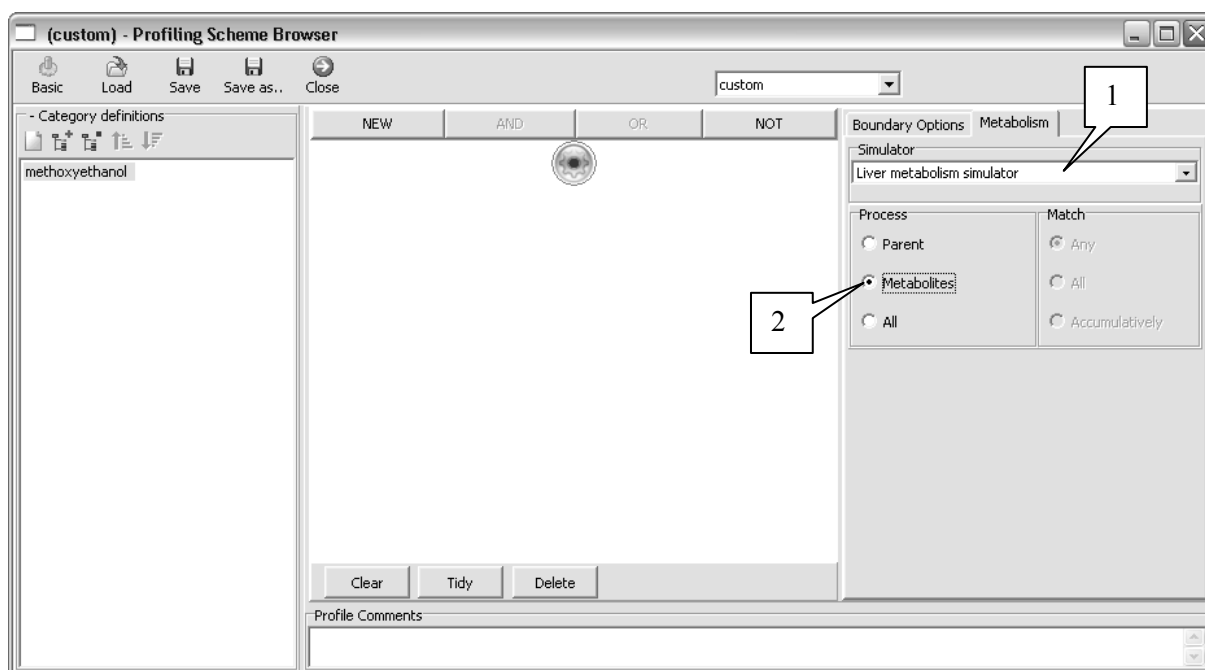 (custom) - Profiling Scheme Browser
Basic Load Save Save as.. Close
custom
1
- Category definitions
methoxyethanol
NEW AND OR NOT
Boundary Options Metabolism
Simulator
Liver metabolism simulator
Process Match
Parent Any
Metabolites All
All Accumulatively
2
Clear Tidy Delete
Profile Comments